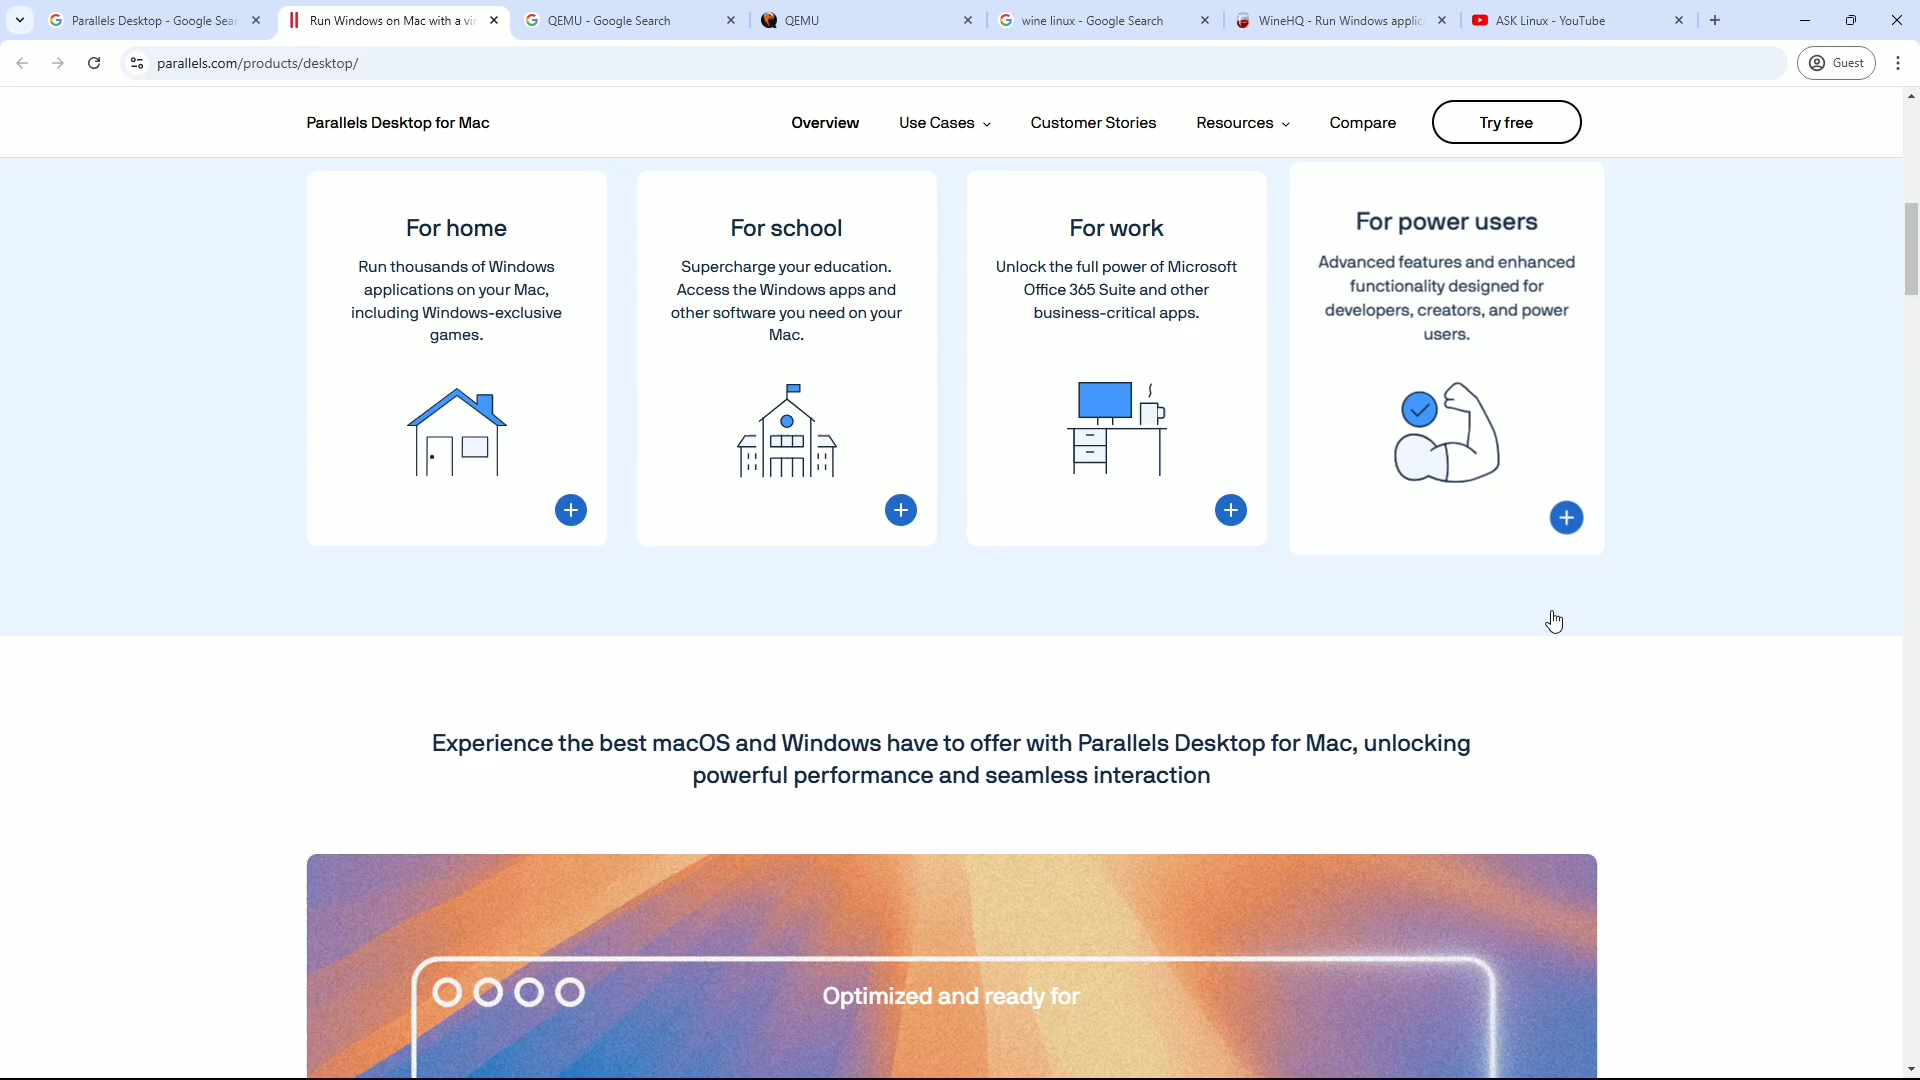 Parallels Desktop - Google Sea
Run Windows on Mac with a vi
QEMU - Google Search
QEMU
wine linux - Google Search
WineHQ - Run Windows applic
ASK Linux - YouTube
parallels.com/products/desktop/
Guest
Parallels Desktop for Mac
Overview
Use Cases
Customer Stories
Resources
Compare
Try free
For home
Run thousands of Windows
applications on your Mac,
including Windows-exclusive
games.
For school
Supercharge your education.
Access the Windows apps and
other software you need on your
Mac.
For work
Unlock the full power of Microsoft
Office 365 Suite and other
business-critical apps.
For power users
Advanced features and enhanced
functionality designed for
developers, creators, and power
users.
Experience the best macOS and Windows have to offer with Parallels Desktop for Mac, unlocking
powerful performance and seamless interaction
Optimized and ready for